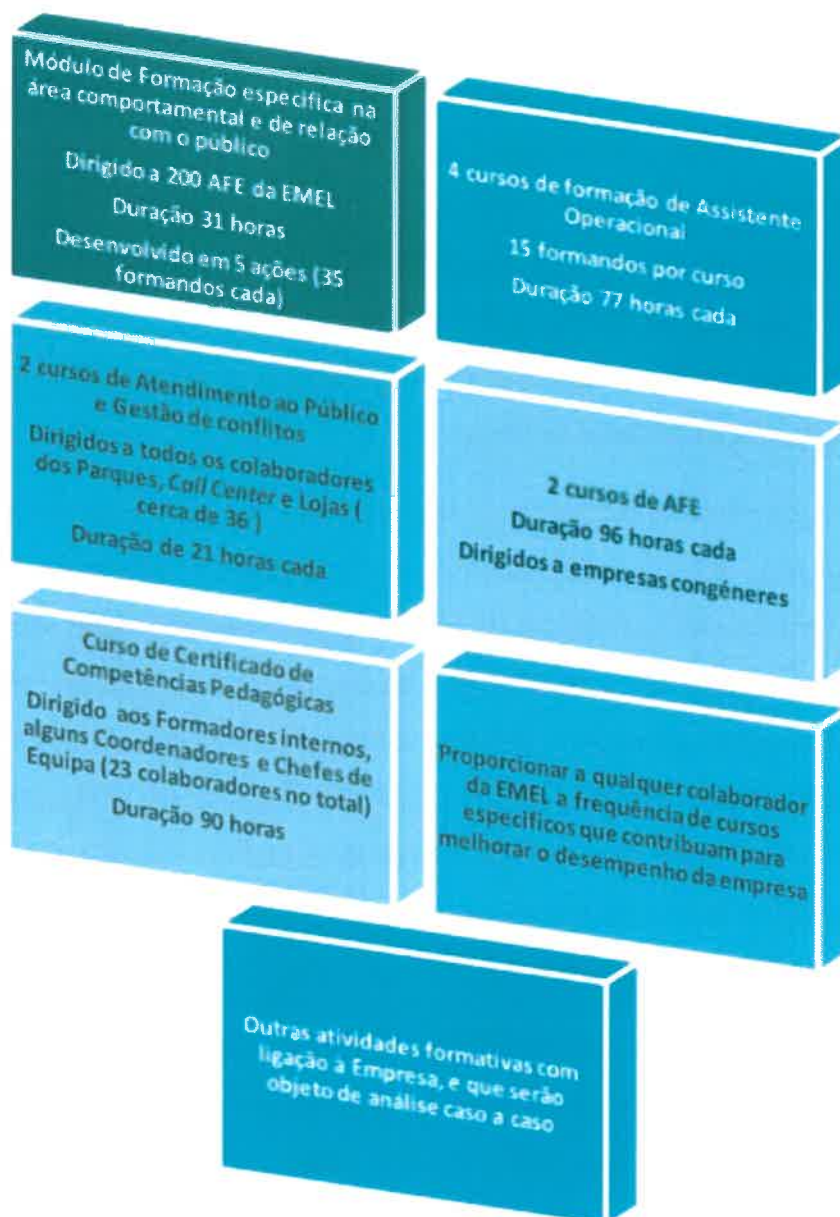 Módulo de Formação especifica na
área comportamental e de relação
com o público
Dirigido a 200 AFE da EMEL
Duração 31 horas
Desenvolvido em 5 ações (35
formandos cada)
4 cursos de formação de Assistente
Operacional
15 formandos por curso
Duração 77 horas cada
2 cursos de Atendimento ao Público
e Gestão de conflitos
Dirigidos a todos os colaboradores
dos Parques, Call Center e Lojas (
cerca de 36 )
Duração de 21 horas cada
2 cursos de AFE
Duração 96 horas cada
Dirigidos a empresas congéneres
Curso de Certificado de
Competências Pedagógicas
Dirigido aos Formadores internos,
alguns Coordenadores e Chefes de
Equipa (23 colaboradores no total)
Duração 90 horas
Proporcionar a qualquer colaborador
da EMEL a frequência de cursos
específicos que contribuam para
melhorar o desempenho da empresa
Outras atividades formativas com
ligação à Empresa, e que serão
objeto de análise caso a caso